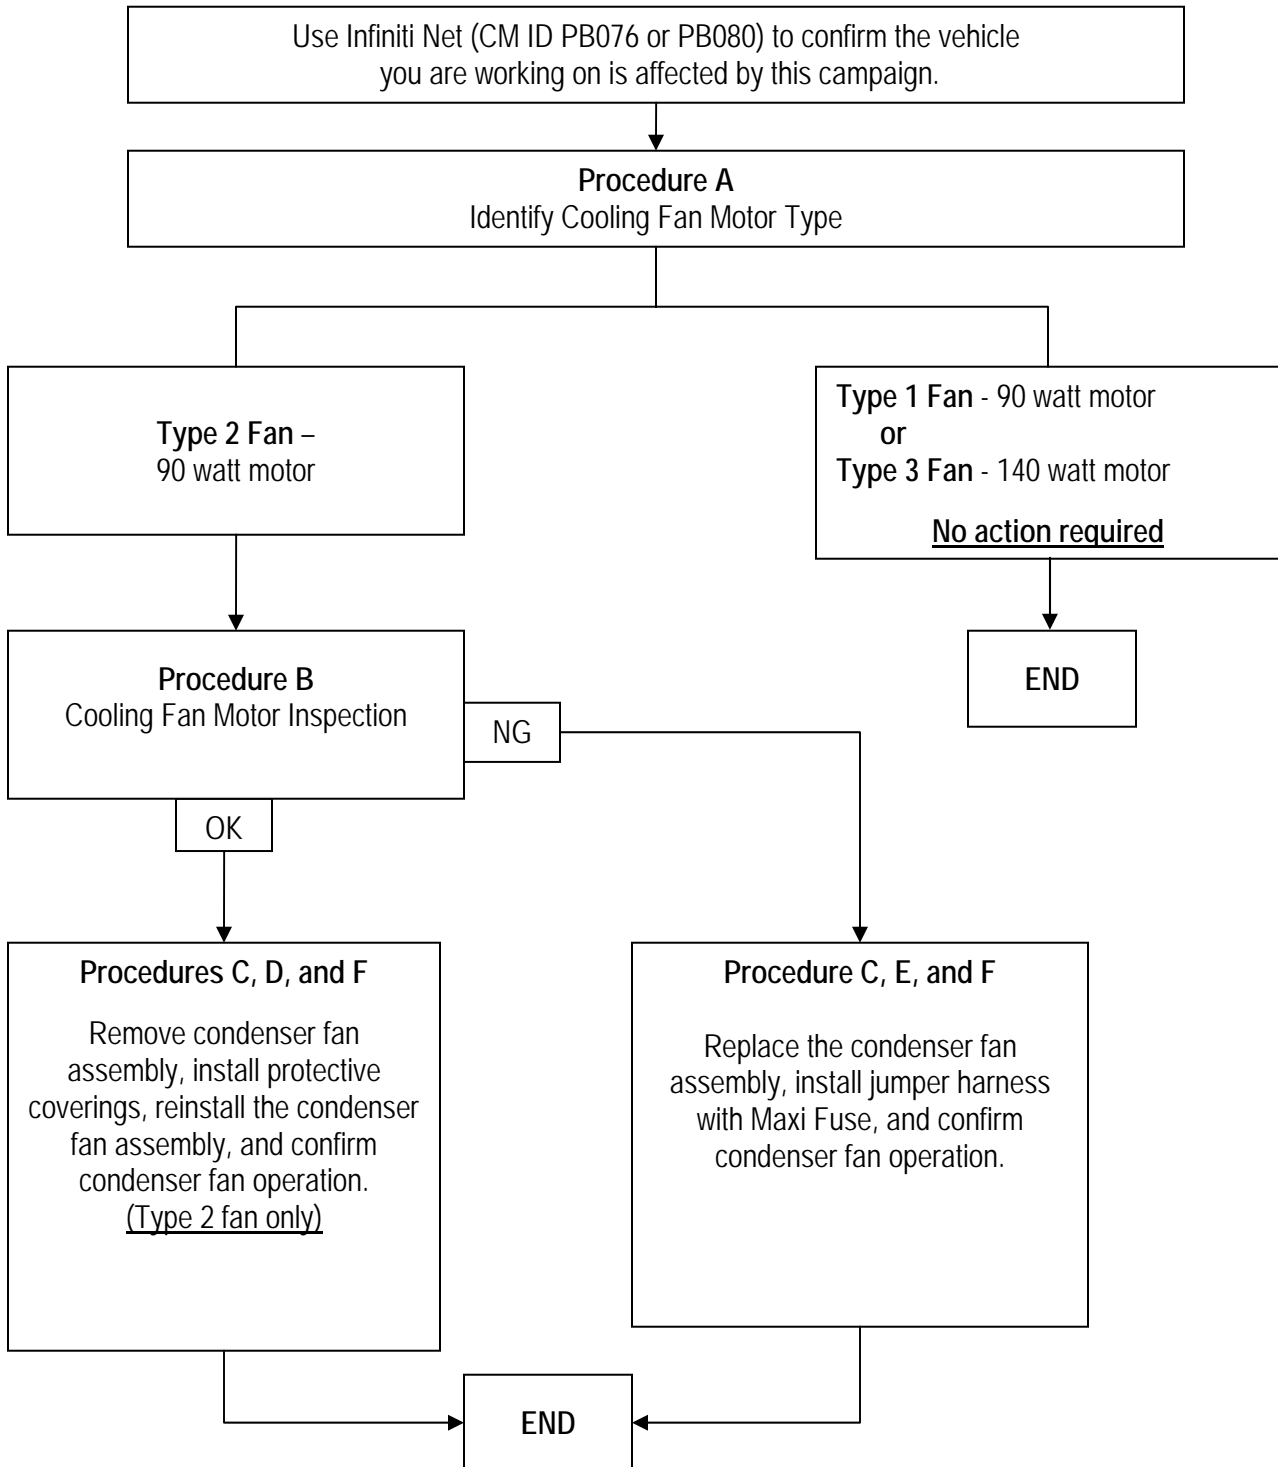 Use Infiniti Net (CM ID PB076 or PB080) to confirm the vehicle
you are working on is affected by this campaign.
Procedure A
Identify Cooling Fan Motor Type
Type 2 Fan –
90 watt motor
Type 1 Fan - 90 watt motor
or
Type 3 Fan - 140 watt motor
No action required
Procedure B
Cooling Fan Motor Inspection
NG
OK
END
Procedures C, D, and F
Remove condenser fan
assembly, install protective
coverings, reinstall the condenser
fan assembly, and confirm
condenser fan operation.
(Type 2 fan only)
Procedure C, E, and F
Replace the condenser fan
assembly, install jumper harness
with Maxi Fuse, and confirm
condenser fan operation.
END